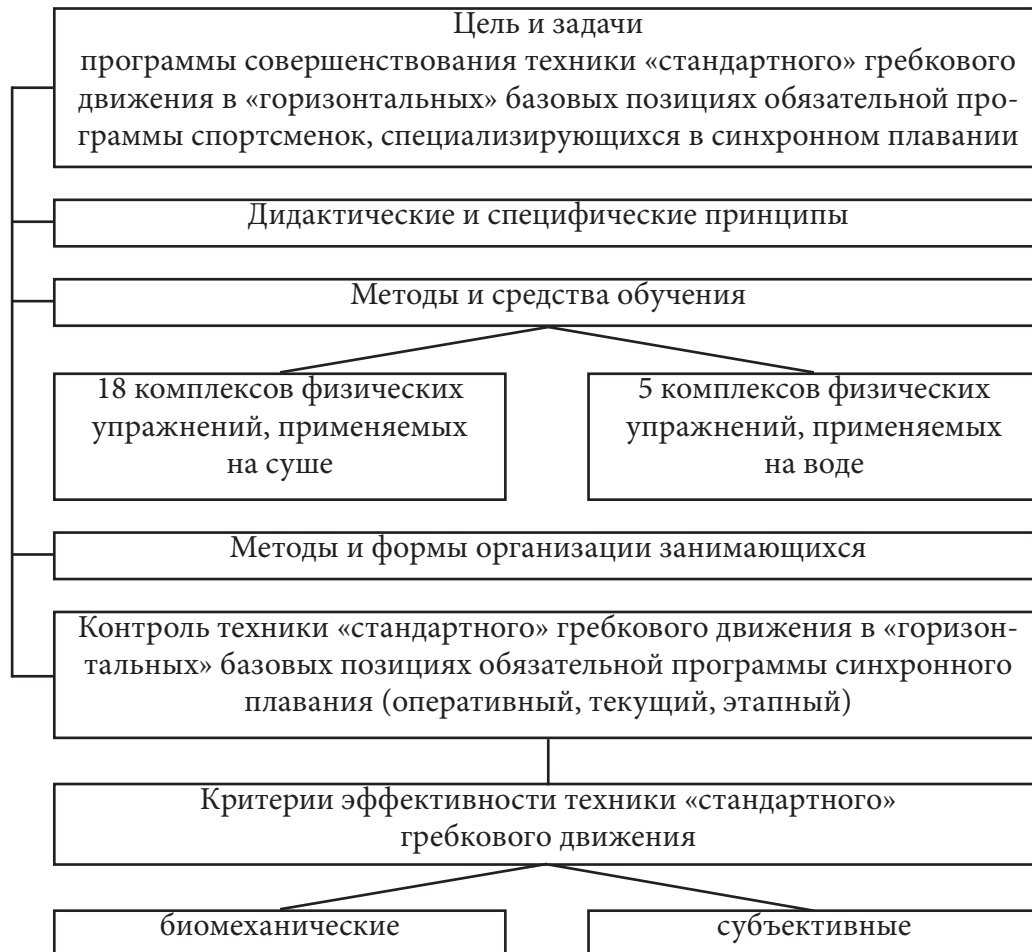 Цель и задачи
программы совершенствования техники «стандартного» гребкового
движения в «горизонтальных» базовых позициях обязательной про-
граммы спортсменок, специализирующихся в синхронном плавании
Дидактические и специфические принципы
Методы и средства обучения
18 комплексов физических
упражнений, применяемых
на суше
5 комплексов физических
упражнений, применяемых
на воде
Методы и формы организации занимающихся
Контроль техники «стандартного» гребкового движения в «горизон-
тальных» базовых позициях обязательной программы синхронного
плавания (оперативный, текущий, этапный)
Критерии эффективности техники «стандартного»
гребкового движения
биомеханические
субъективные